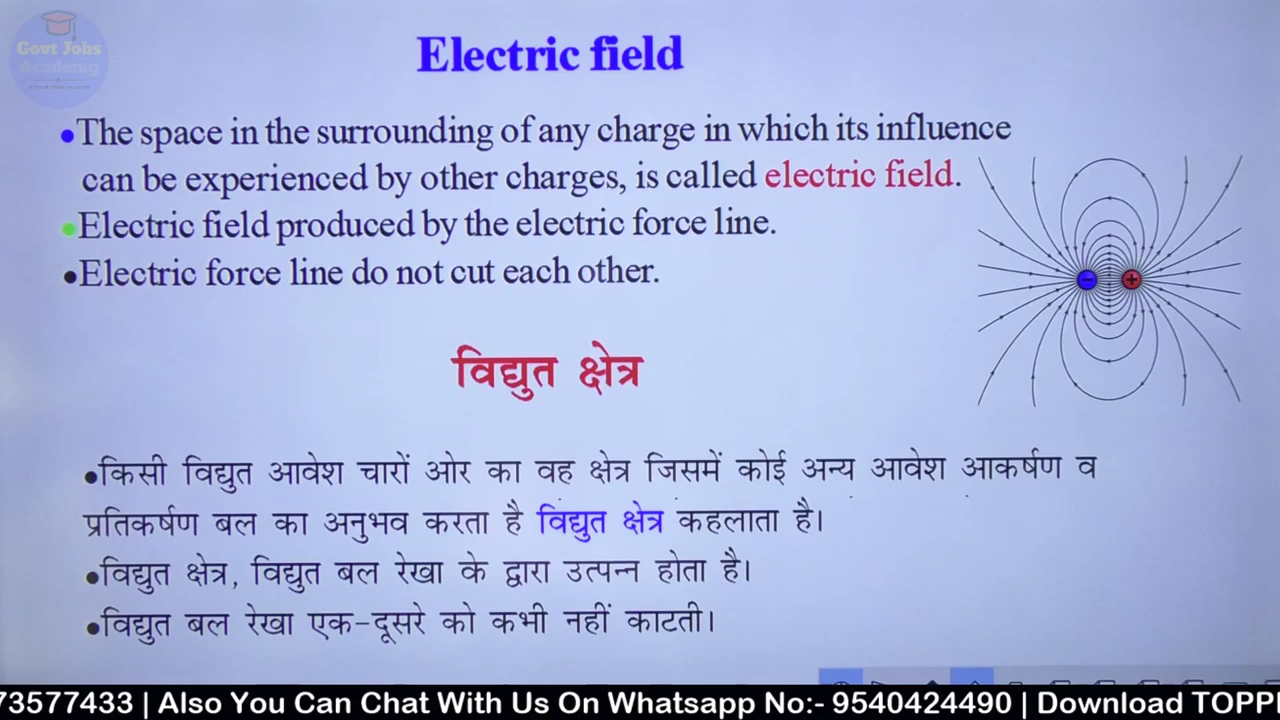 Govt Jobs
Academy
Electric field
•The space in the surrounding of any charge in which its influence
can be experienced by other charges, is called electric field.
•Electric field produced by the electric force line.
•Electric force line do not cut each other.
विद्युत क्षेत्र
•किसी विद्युत आवेश चारों ओर का वह क्षेत्र जिसमें कोई अन्य आवेश आकर्षण व
प्रतिकर्षण बल का अनुभव करता है विद्युत क्षेत्र कहलाता है।
•विद्युत क्षेत्र, विद्युत बल रेखा के द्वारा उत्पन्न होता है।
•विद्युत बल रेखा एक-दूसरे को कभी नहीं काटती।
73577433 | Also You Can Chat With Us On Whatsapp No:- 9540424490 | Download TOPP